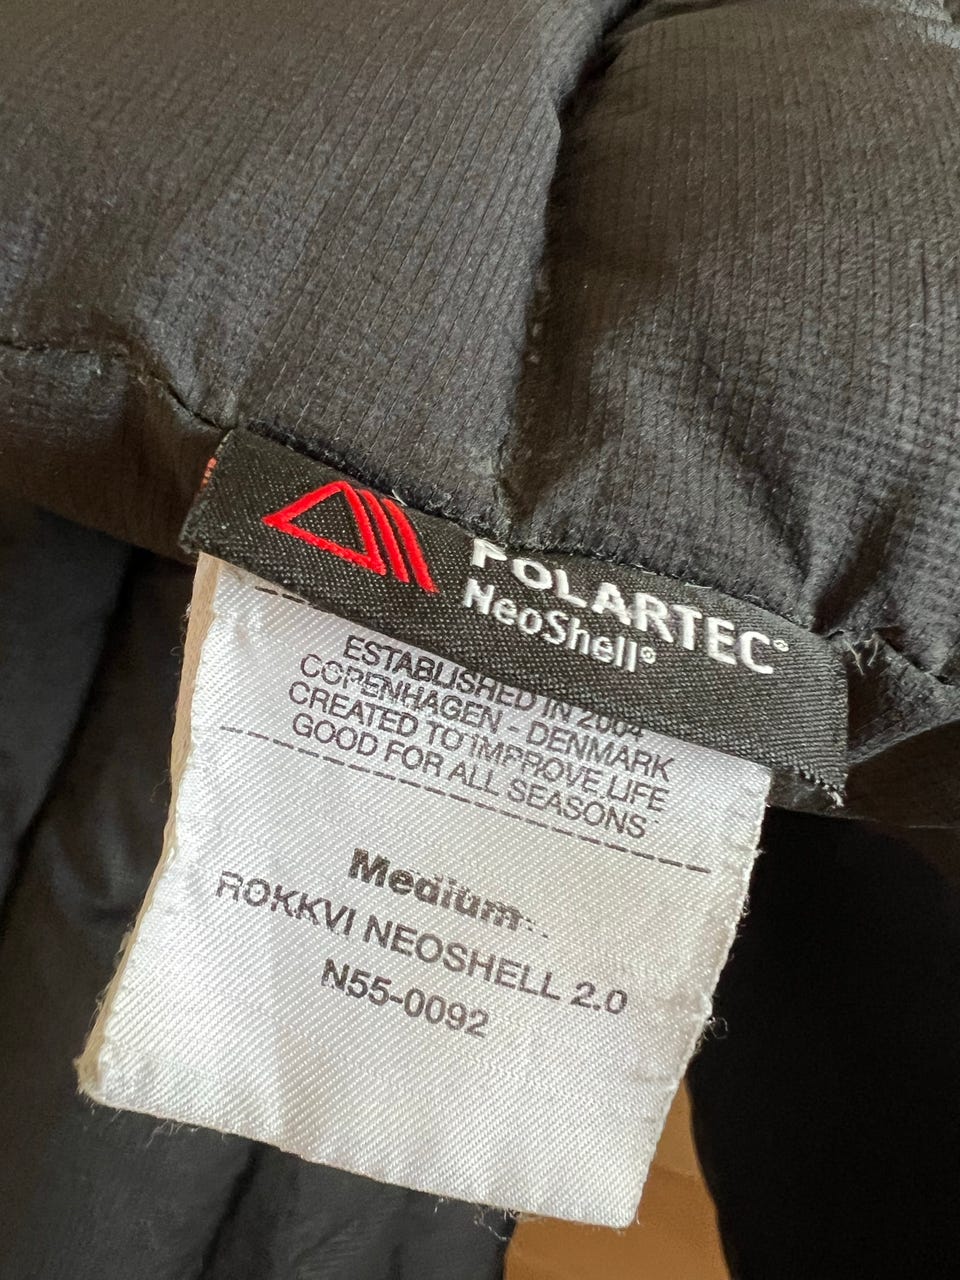 POLARTEC®
NeoShell®
ESTABLISHED IN 2004
COPENHAGEN - DENMARK
CREATED TO IMPROVE LIFE
GOOD FOR ALL SEASONS
Medium
ROKKVI NEOSHELL 2.0
N55-0092